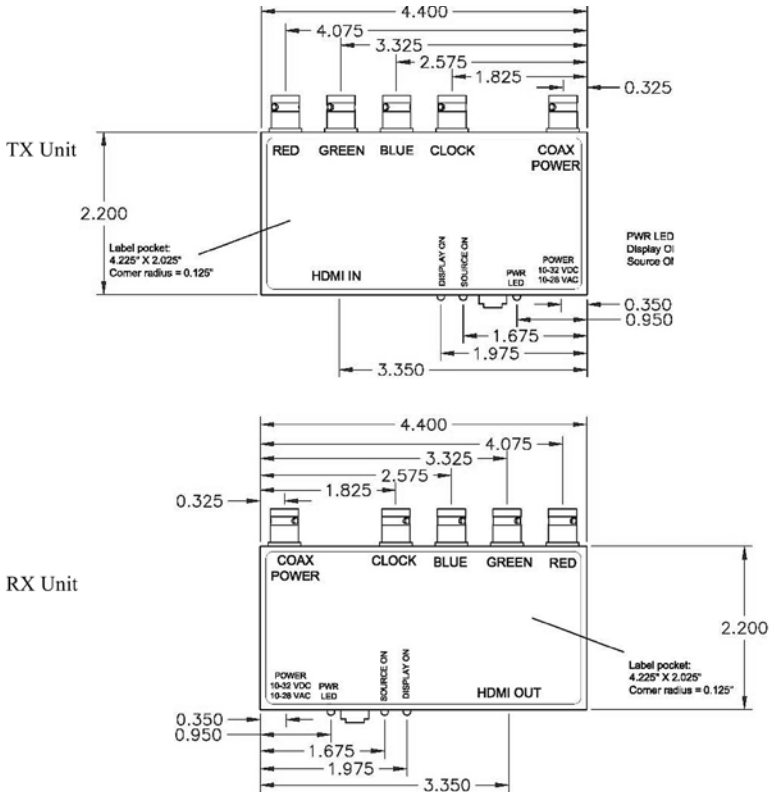 4.400
4.075
3.325
2.575
1.825
0.325
TX Unit
RED GREEN BLUE CLOCK COAX POWER
2.200
Label pocket:
4.225" X 2.025"
Corner radius = 0.125"
HDMI IN
DISPLAY ON
SOURCE ON
PWR
LED
POWER
10-32 VDC
10-28 VAC
PWR LED
Display
Source
0.350
0.950
1.675
1.975
3.350
4.400
4.075
3.325
2.575
1.825
0.325
RX Unit
COAX POWER CLOCK BLUE GREEN RED
2.200
Label pocket:
4.225" X 2.025"
Corner radius = 0.125"
POWER
10-32 VDC
10-28 VAC
PWR
LED
SOURCE ON
DISPLAY ON
HDMI OUT
0.350
0.950
1.675
1.975
3.350